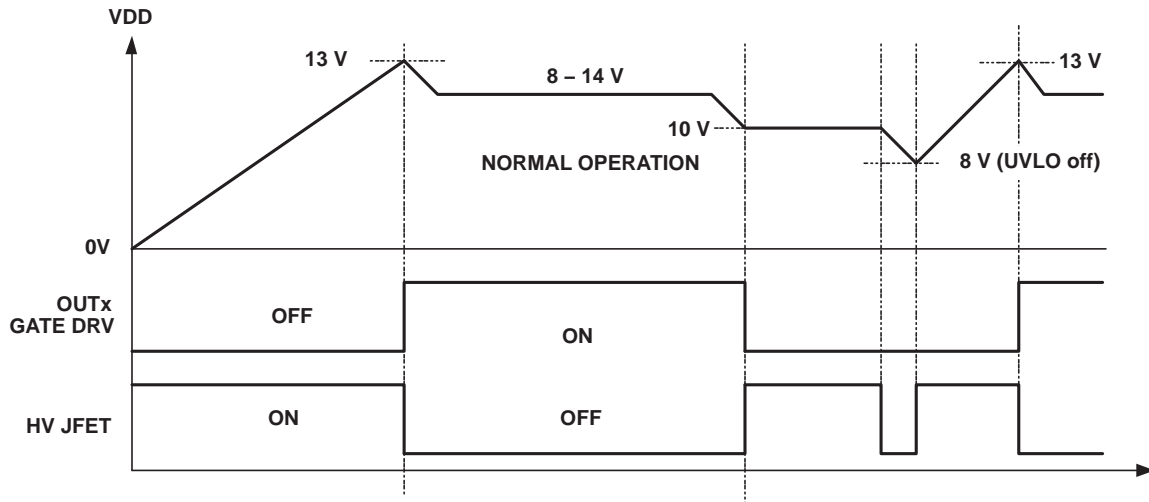 VDD
13 V
8 – 14 V
13 V
10 V
NORMAL OPERATION
8 V (UVLO off)
0V
OUTx
GATE DRV
OFF
ON
HV JFET
ON
OFF